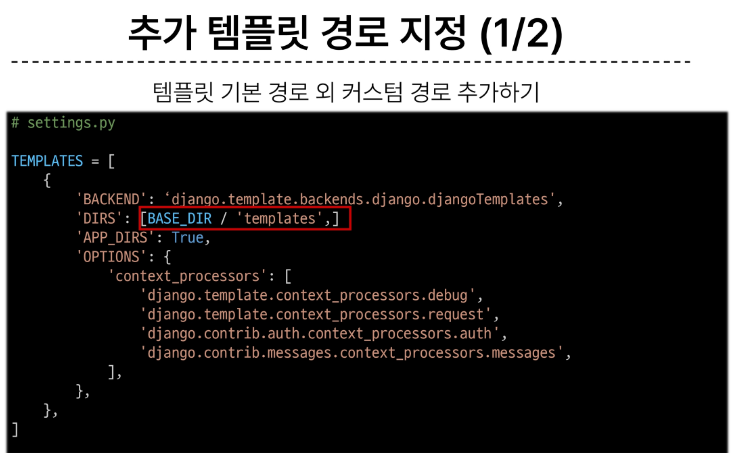 추가 템플릿 경로 지정 (1/2)
템플릿 기본 경로 외 커스텀 경로 추가하기
# settings.py
TEMPLATES = [
    {
        'BACKEND': ‘django.template.backends.django.djangoTemplates',
        'DIRS': [BASE_DIR / 'templates',]
        'APP_DIRS': True,
        'OPTIONS': {
            'context_processors': [
                'django.template.context_processors.debug',
                'django.template.context_processors.request',
                'django.contrib.auth.context_processors.auth',
                'django.contrib.messages.context_processors.messages',
            ],
        },
    },
]